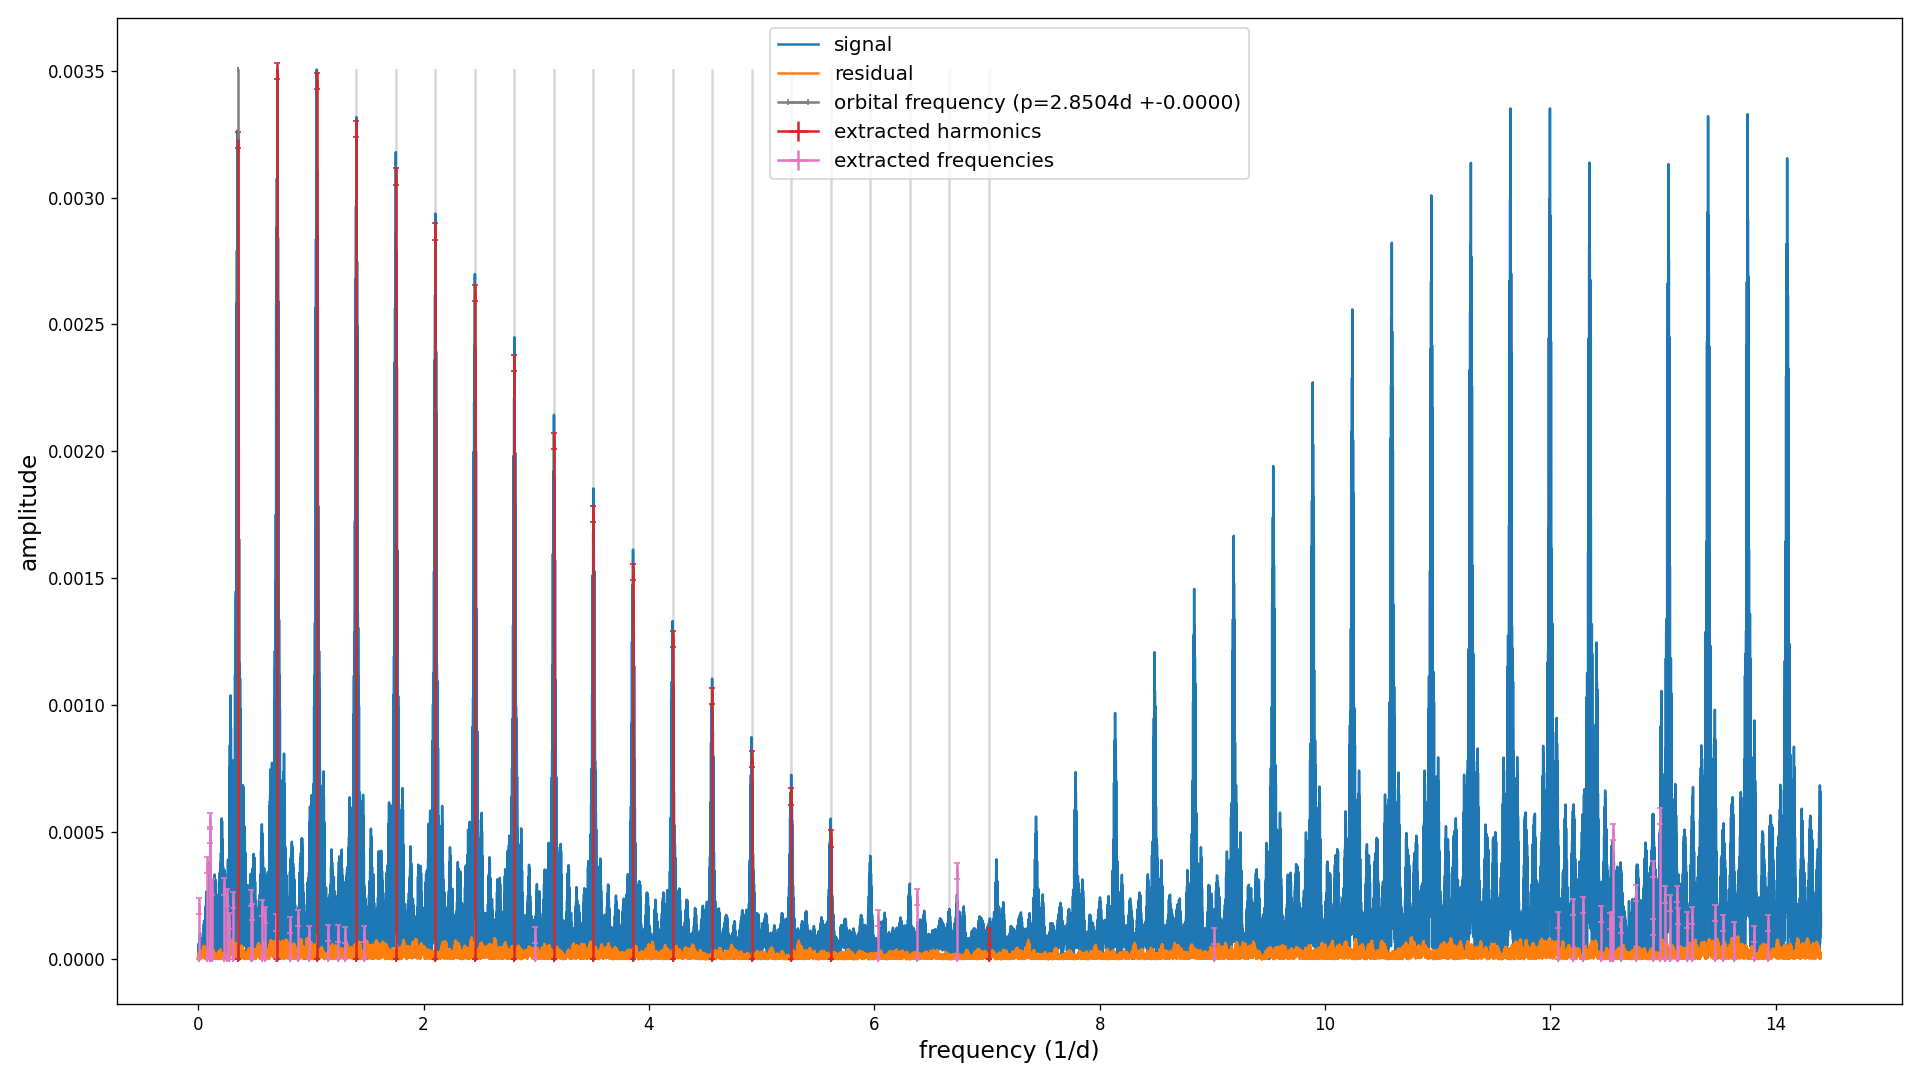 signal
residual
orbital frequency (p=2.8504d +-0.0000)
extracted harmonics
extracted frequencies
amplitude
0.0035
0.0030
0.0025
0.0020
0.0015
0.0010
0.0005
0.0000
0 2 4 6 8 10 12 14
frequency (1/d)